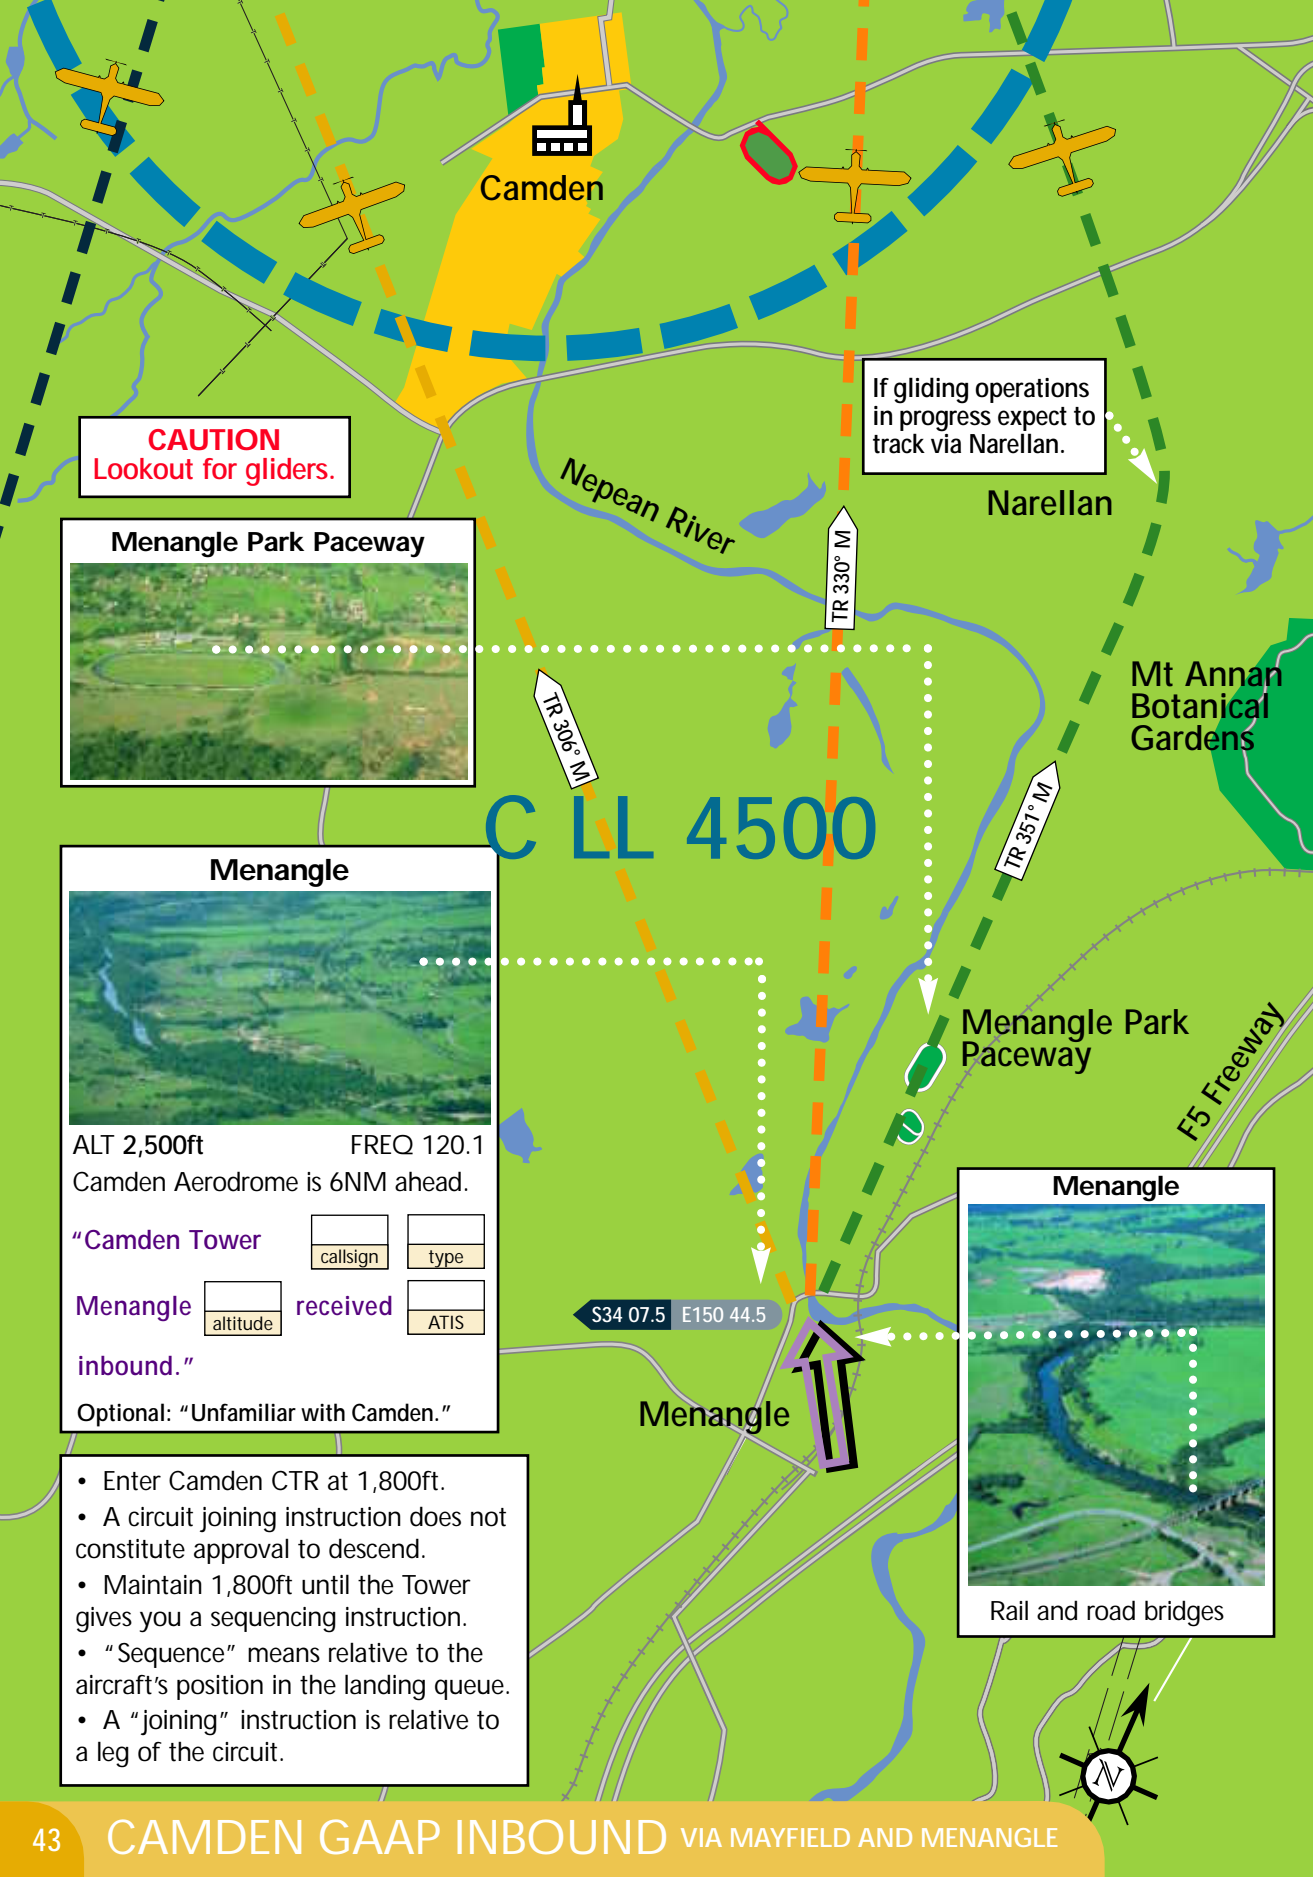 Camden
If gliding operations
in progress expect to
track via Narellan.
CAUTION
Lookout for gliders.
Narellan
Nepean River
Menangle Park Paceway
TR 330° M
Mt Annan
Botanical
Gardens
TR 306° M
TR 351° M
C LL 4500
Menangle
ALT 2,500ft FREQ 120.1
Camden Aerodrome is 6NM ahead.
“Camden Tower
callsign type
Menangle received
altitude ATIS
inbound.”
Optional: “Unfamiliar with Camden.”
Menangle Park
Paceway
F5 Freeway
Menangle
Rail and road bridges
S34 07.5 E150 44.5
Menangle
• Enter Camden CTR at 1,800ft.
• A circuit joining instruction does not
constitute approval to descend.
• Maintain 1,800ft until the Tower
gives you a sequencing instruction.
• “Sequence” means relative to the
aircraft’s position in the landing queue.
• A “joining” instruction is relative to
a leg of the circuit.
N
43 CAMDEN GAAP INBOUND VIA MAYFIELD AND MENANGLE